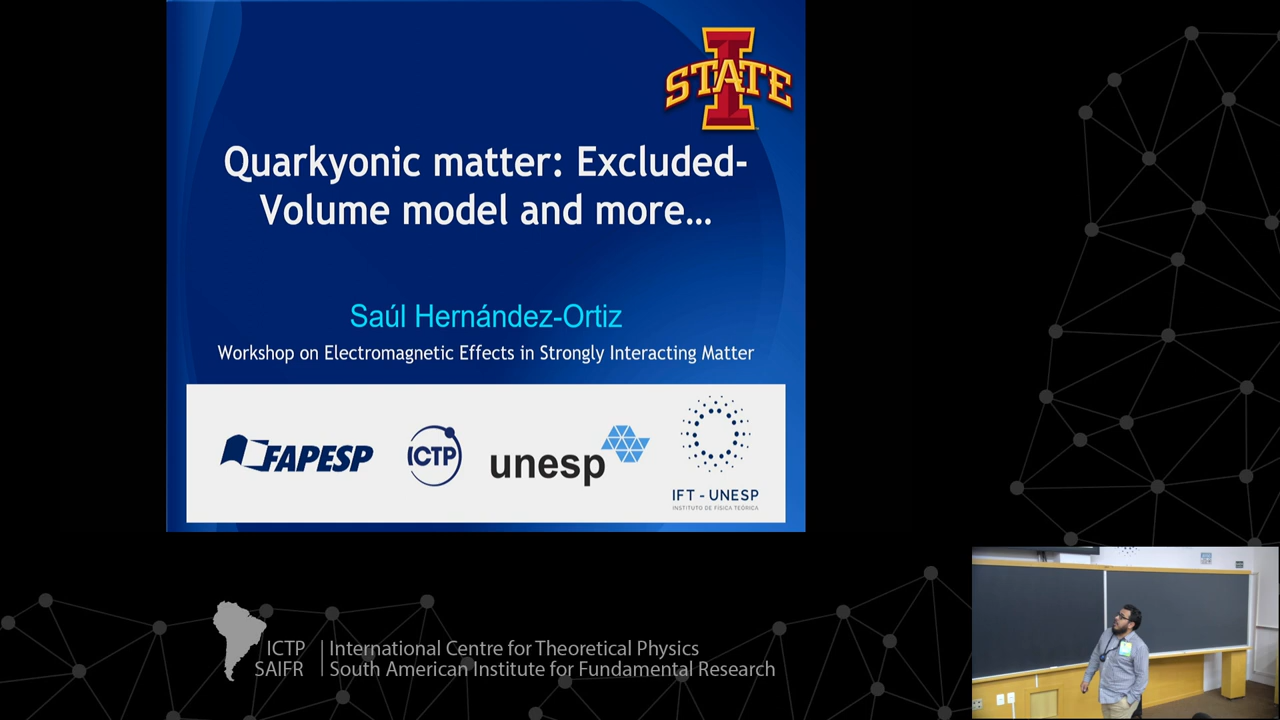 STATE
Quarkyonic matter: Excluded-
Volume model and more...
Saúl Hernández-Ortiz
Workshop on Electromagnetic Effects in Strongly Interacting Matter
FAPESP
ICTP
unesp
IFT - UNESP
INSTITUTO DE FÍSICA TEÓRICA
ICTP
SAIFR
International Centre for Theoretical Physics
South American Institute for Fundamental Research